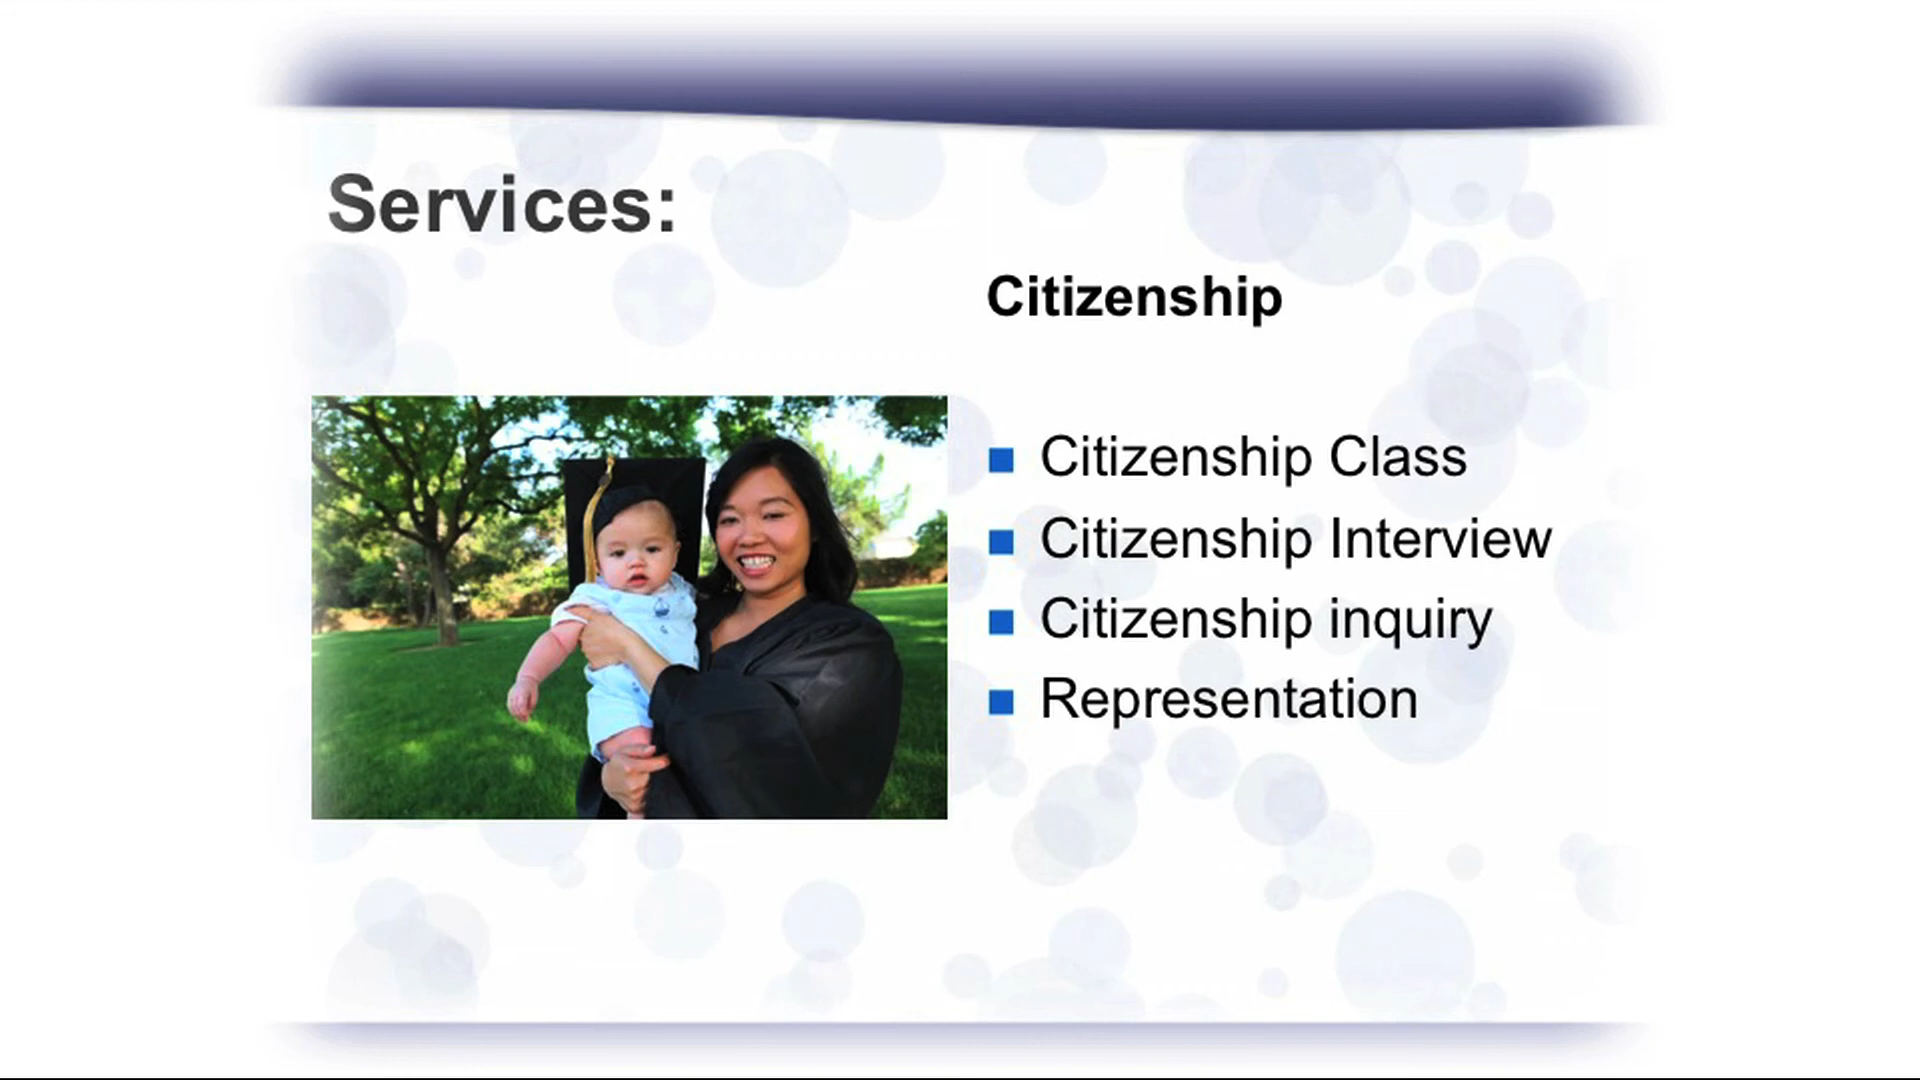 Services:
Citizenship
Citizenship Class
Citizenship Interview
Citizenship inquiry
Representation